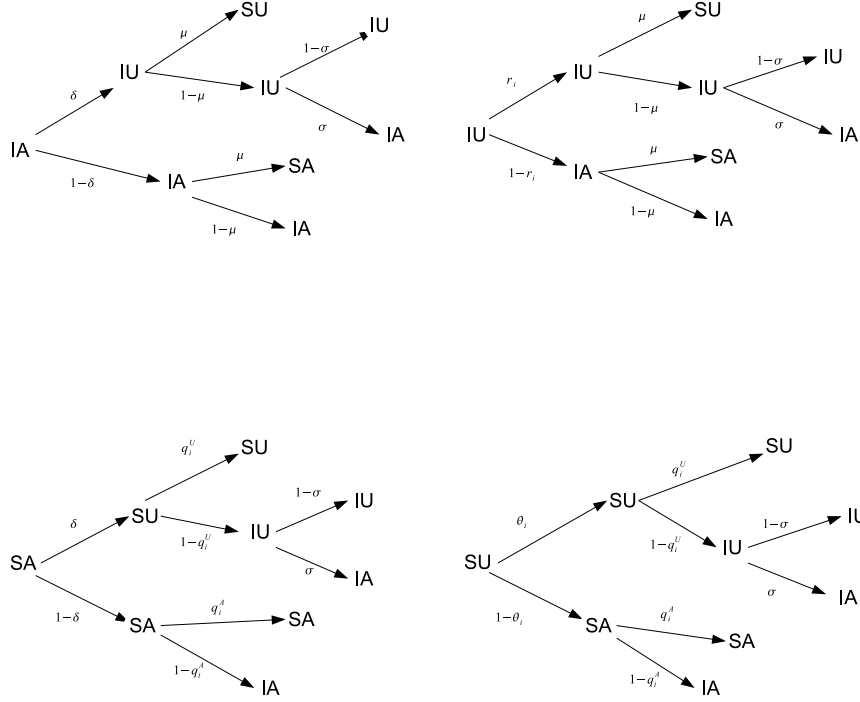 SU
μ
IU
1−σ
IU
δ
1−μ
IU
σ
IA
IA
1−δ
IA
μ
SA
1−μ
IA
SU
μ
IU
r_i
IU
1−σ
1−μ
IU
σ
IA
IU
1−r_i
IA
μ
SA
1−μ
IA
SU
q_i^U
SU
1−σ
IU
δ
1−q_i^U
IU
σ
IA
SA
1−δ
SA
q_i^A
SA
1−q_i^A
IA
SU
q_i^U
SU
θ_i
1−σ
IU
1−q_i^U
IU
σ
IA
SU
1−θ_i
SA
q_i^A
SA
1−q_i^A
IA